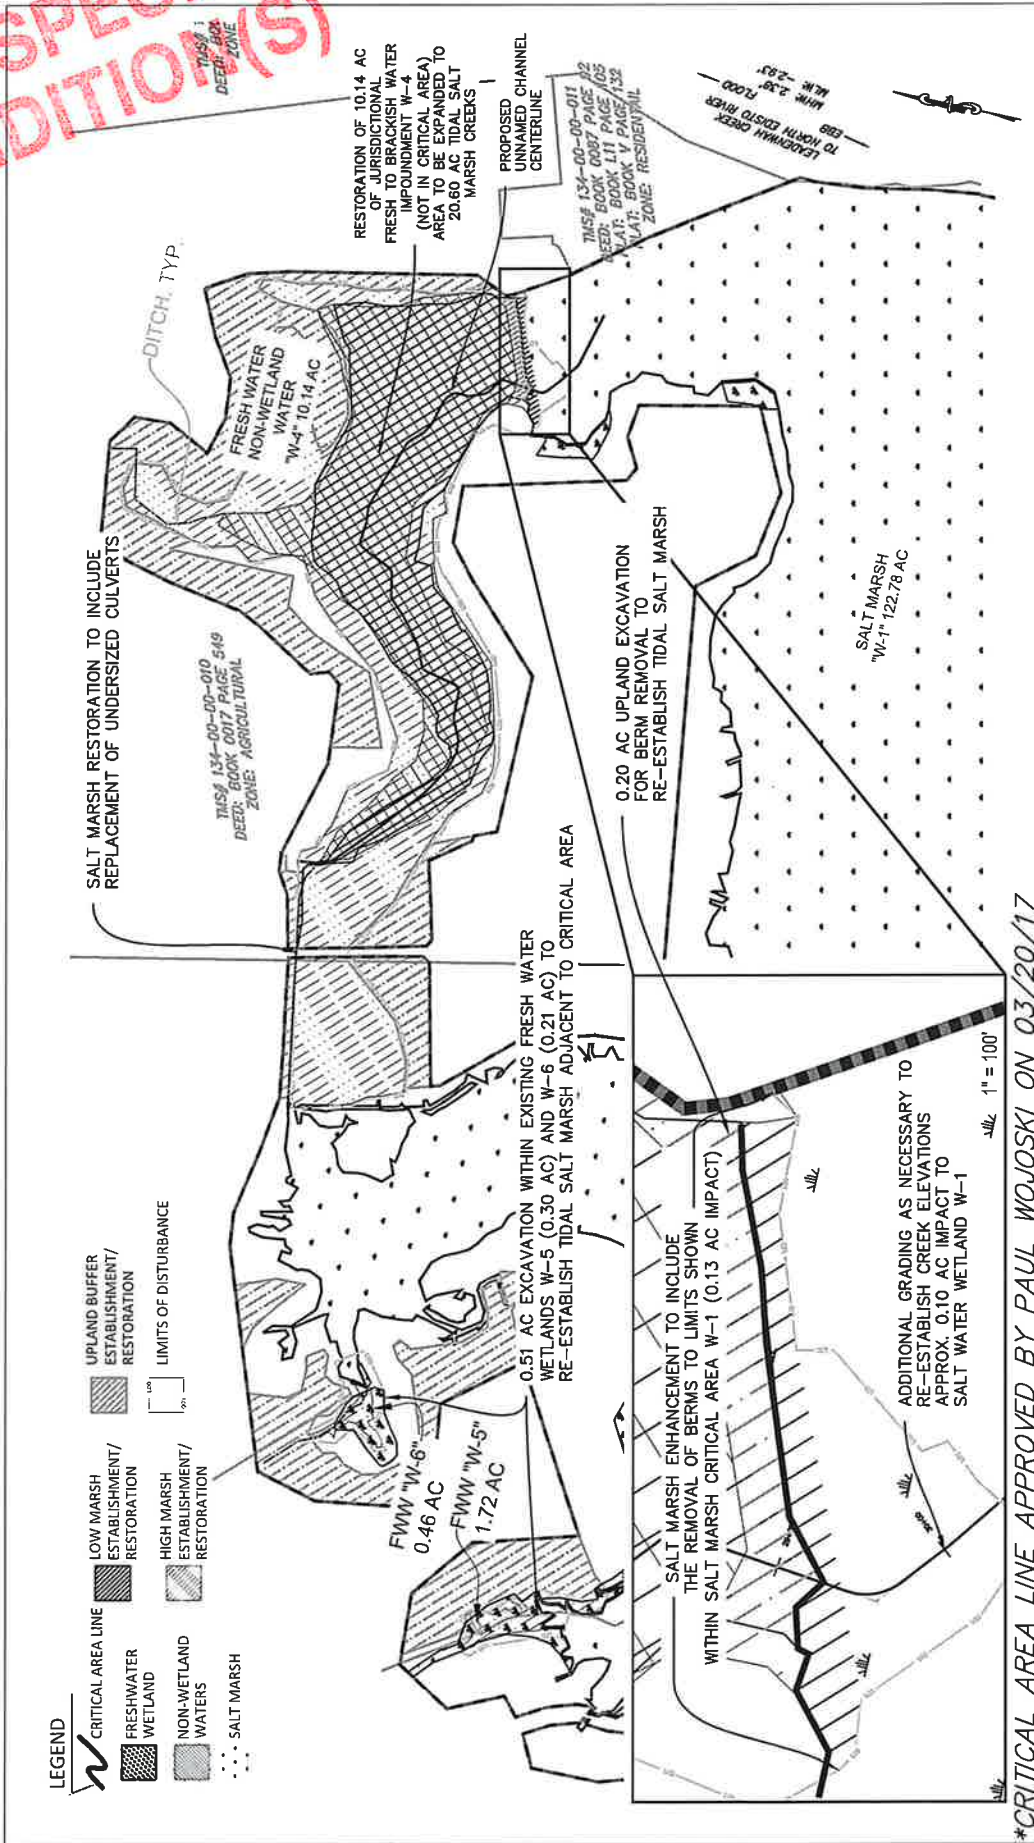 SPECI
DITION(S)
DEED: BOO
ZONE
LEGEND
CRITICAL AREA LINE
FRESHWATER
WETLAND
NON-WETLAND
WATERS
SALT MARSH
LOW MARSH
ESTABLISHMENT/
RESTORATION
HIGH MARSH
ESTABLISHMENT/
RESTORATION
UPLAND BUFFER
ESTABLISHMENT/
RESTORATION
LIMITS OF DISTURBANCE
SALT MARSH RESTORATION TO INCLUDE
REPLACEMENT OF UNDERSIZED CULVERTS
TMS# 134-00-00-010
DEED: BOOK 0017 PAGE 549
ZONE: AGRICULTURAL
DITCH, TYP.
FRESH WATER
NON-WETLAND
WATER
"W-4" 10.14 AC
RESTORATION OF 10.14 AC
OF JURISDICTIONAL
FRESH TO BRACKISH WATER
IMPOUNDMENT W-4
(NOT IN CRITICAL AREA)
AREA TO BE EXPANDED TO
20.60 AC TIDAL SALT
MARSH CREEKS
PROPOSED
UNNAMED CHANNEL
CENTERLINE
TMS# 134-00-00-011
DEED: BOOK 0087 PAGE 92
PLAT: BOOK L11 PAGE 105
PLAT: BOOK V PAGE 132
ZONE: RESIDENTIAL
LEADENWAH CREEK
TO NORTH EDISTO RIVER
EBB FLOOD
MHW: 2.39'
MLW: -2.93'
FWW "W-6"
0.46 AC
FWW "W-5"
1.72 AC
0.51 AC EXCAVATION WITHIN EXISTING FRESH WATER
WETLANDS W-5 (0.30 AC) AND W-6 (0.21 AC) TO
RE-ESTABLISH TIDAL SALT MARSH ADJACENT TO CRITICAL AREA
0.20 AC UPLAND EXCAVATION
FOR BERM REMOVAL TO
RE-ESTABLISH TIDAL SALT MARSH
SALT MARSH
"W-1" 122.78 AC
SALT MARSH ENHANCEMENT TO INCLUDE
THE REMOVAL OF BERMS TO LIMITS SHOWN
WITHIN SALT MARSH CRITICAL AREA W-1 (0.13 AC IMPACT)
ADDITIONAL GRADING AS NECESSARY TO
RE-ESTABLISH CREEK ELEVATIONS
APPROX. 0.10 AC IMPACT TO
SALT WATER WETLAND W-1
1" = 100'
*CRITICAL AREA LINE APPROVED BY PAUL WOJOSKI ON 03/20/17